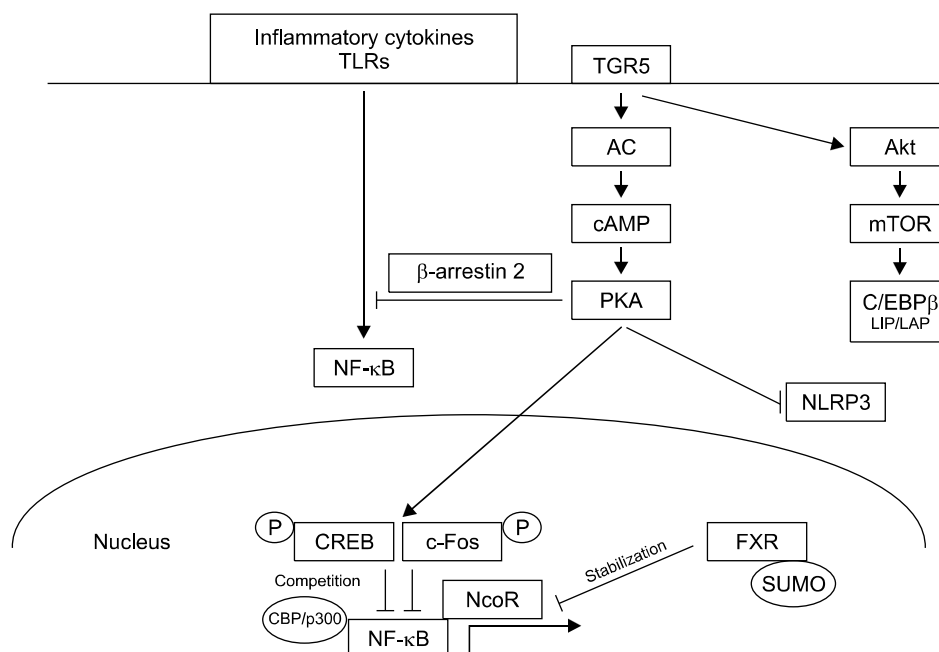 Inflammatory cytokines
TLRs
TGR5
AC
Akt
cAMP
mTOR
β-arrestin 2
PKA
C/EBPβ
LIP/LAP
NF-κB
NLRP3
Nucleus
P
CREB
c-Fos
P
FXR
SUMO
Stabilization
Competition
CBP/p300
NcoR
NF-κB